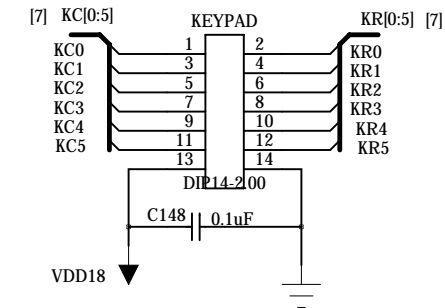 [7] KC[0:5] KEYPAD KR[0:5] [7]
KC0 1 2 KR0
KC1 3 4 KR1
KC2 5 6 KR2
KC3 7 8 KR3
KC4 9 10 KR4
KC5 11 12 KR5
13 14
DIP14-2.00
C148 0.1uF
VDD18